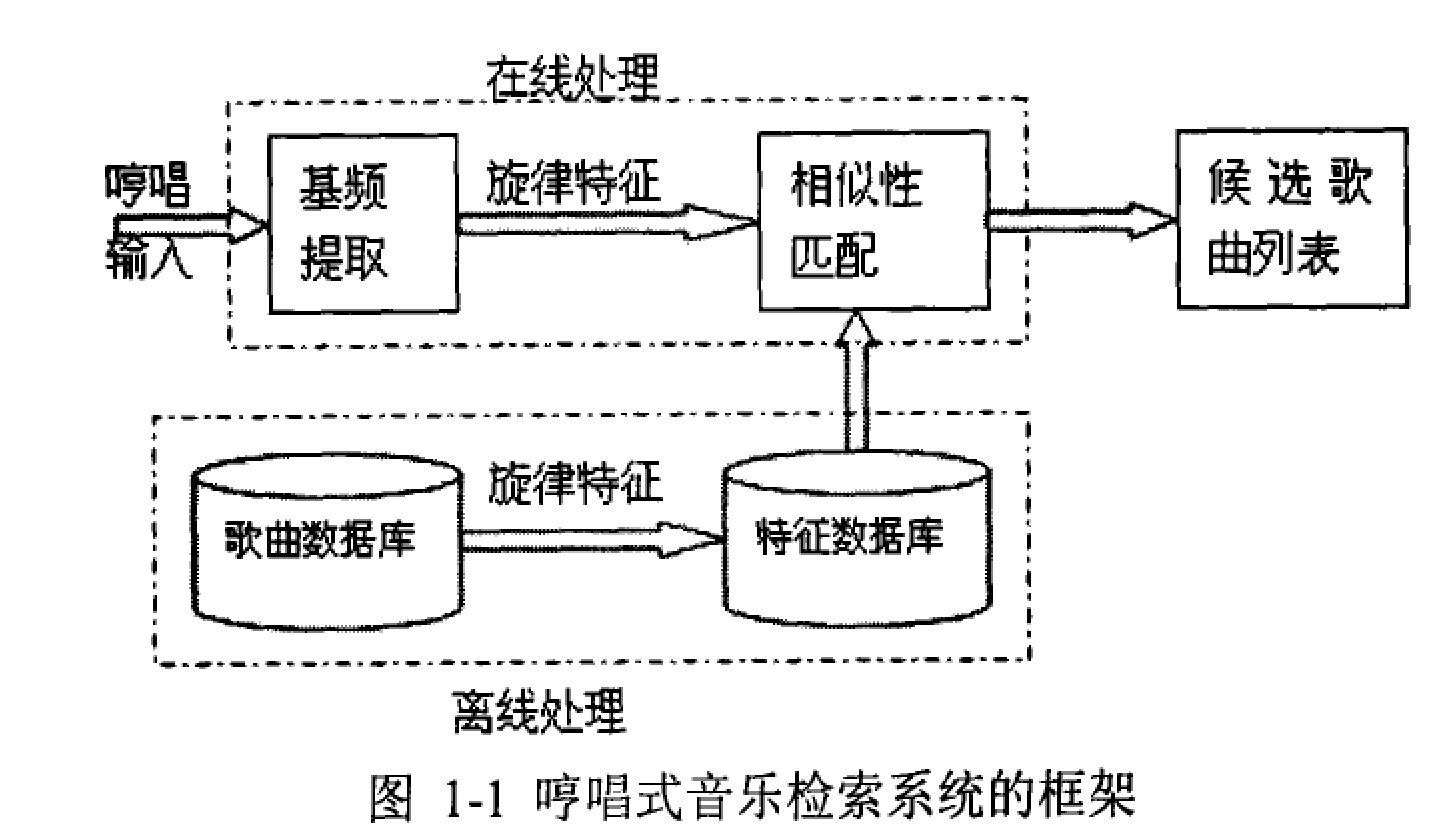 在线处理
哼唱
输入
基频
提取
旋律特征
相似性
匹配
候选歌
曲列表
歌曲数据库
旋律特征
特征数据库
离线处理
图 1-1 哼唱式音乐检索系统的框架